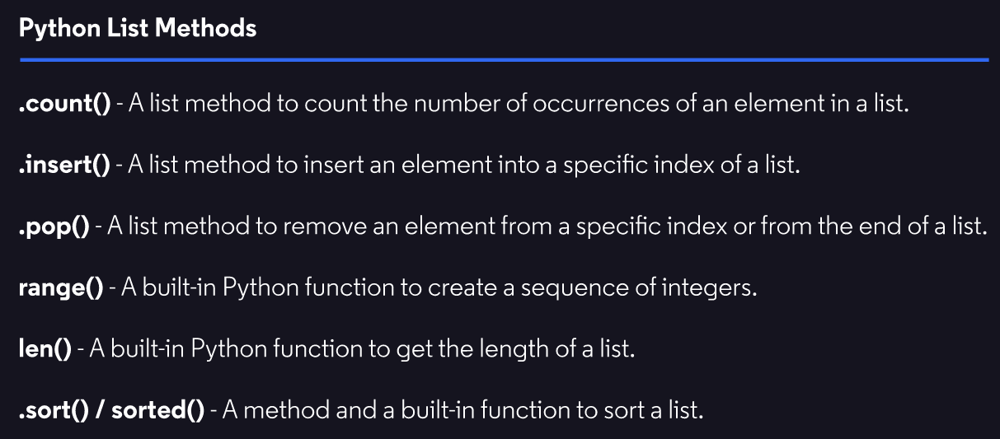 Python List Methods
.count() - A list method to count the number of occurrences of an element in a list.
.insert() - A list method to insert an element into a specific index of a list.
.pop() - A list method to remove an element from a specific index or from the end of a list.
range() - A built-in Python function to create a sequence of integers.
len() - A built-in Python function to get the length of a list.
.sort() / sorted() - A method and a built-in function to sort a list.